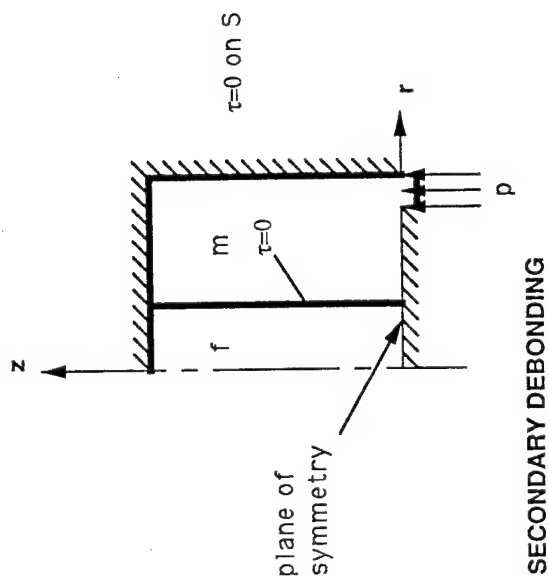 z
τ=0 on S
f
m
τ=0
r
plane of
symmetry
p
SECONDARY DEBONDING